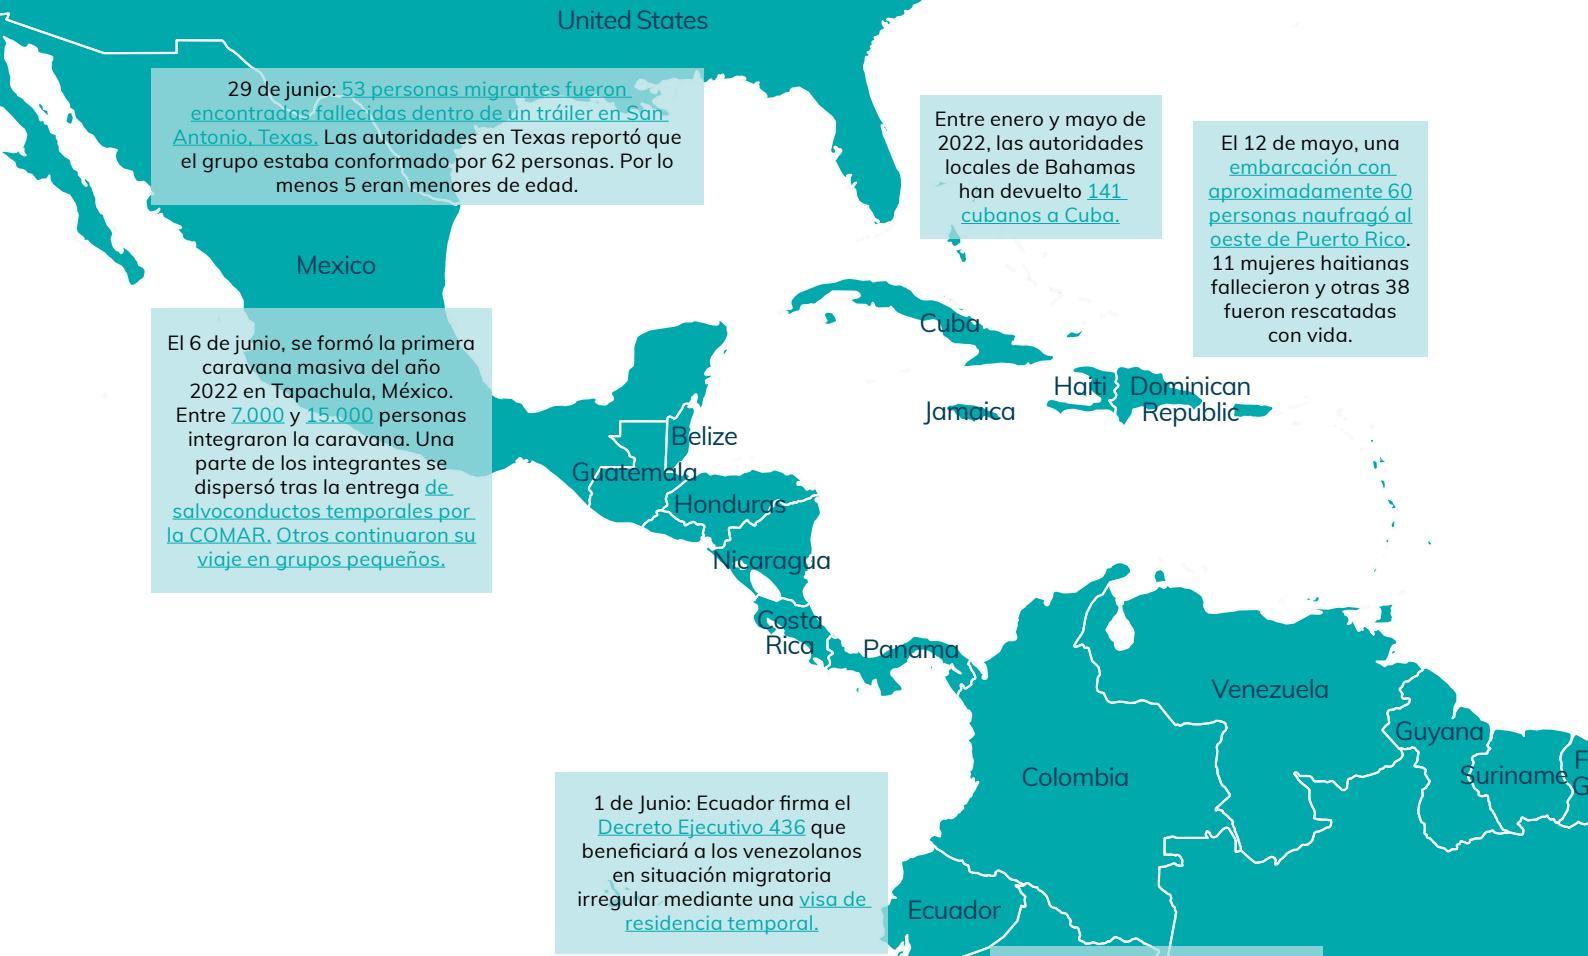 United States
29 de junio: 53 personas migrantes fueron
encontradas fallecidas dentro de un tráiler en San
Antonio, Texas. Las autoridades en Texas reportó que
el grupo estaba conformado por 62 personas. Por lo
menos 5 eran menores de edad.
Entre enero y mayo de
2022, las autoridades
locales de Bahamas
han devuelto 141
cubanos a Cuba.
El 12 de mayo, una
embarcación con
aproximadamente 60
personas naufragó al
oeste de Puerto Rico.
11 mujeres haitianas
fallecieron y otras 38
fueron rescatadas
con vida.
Mexico
El 6 de junio, se formó la primera
caravana masiva del año
2022 en Tapachula, México.
Entre 7.000 y 15.000 personas
integraron la caravana. Una
parte de los integrantes se
dispersó tras la entrega de
salvoconductos temporales por
la COMAR. Otros continuaron su
viaje en grupos pequeños.
Cuba
Haiti
Dominican
Republic
Jamaica
Belize
Guatemala
Honduras
Nicaragua
Costa
Rica
Panama
Venezuela
Guyana
Suriname
F
G
Colombia
1 de Junio: Ecuador firma el
Decreto Ejecutivo 436 que
beneficiará a los venezolanos
en situación migratoria
irregular mediante una visa de
residencia temporal.
Ecuador